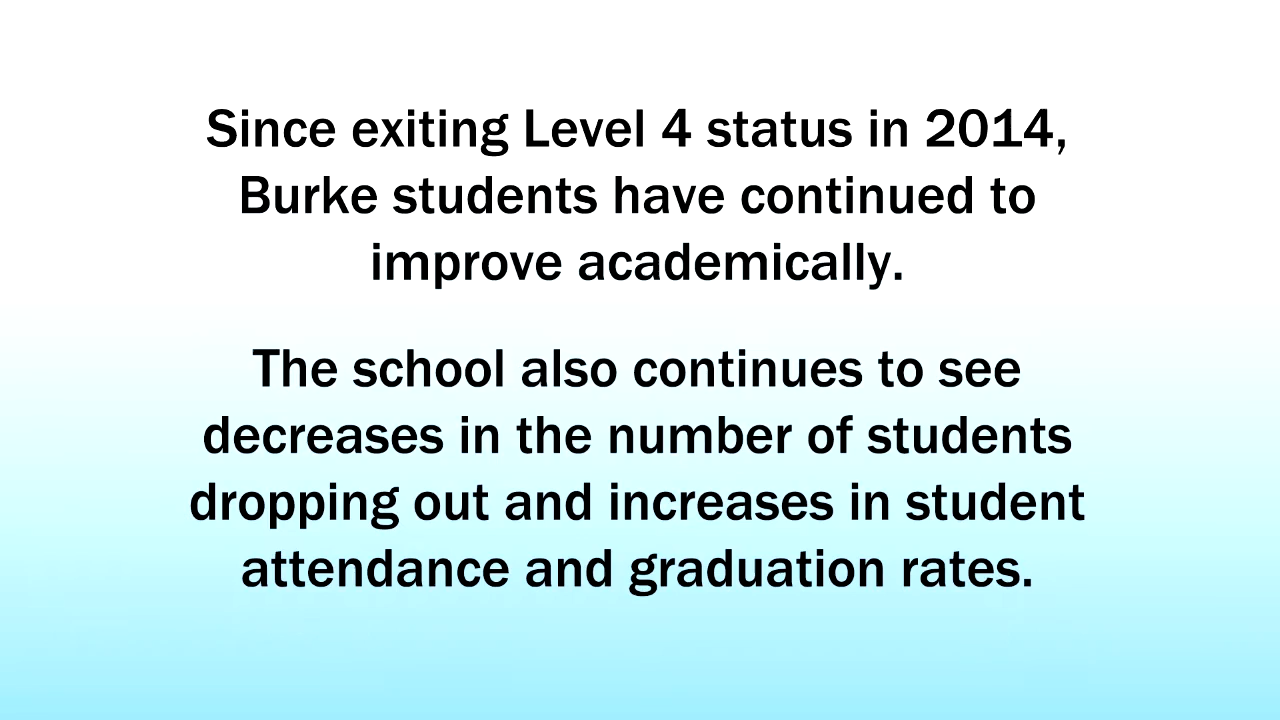 Since exiting Level 4 status in 2014,
Burke students have continued to
improve academically.
The school also continues to see
decreases in the number of students
dropping out and increases in student
attendance and graduation rates.